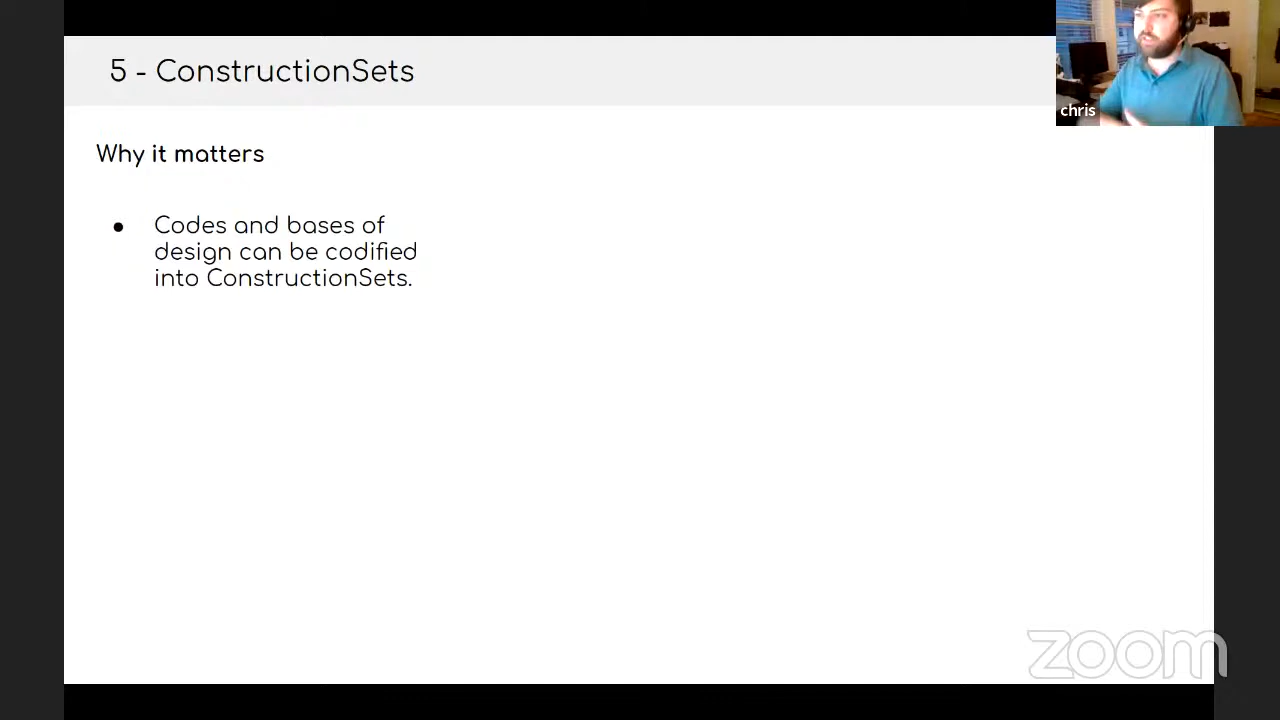 5 - ConstructionSets
chris
Why it matters
● Codes and bases of
design can be codified
into ConstructionSets.
zoom